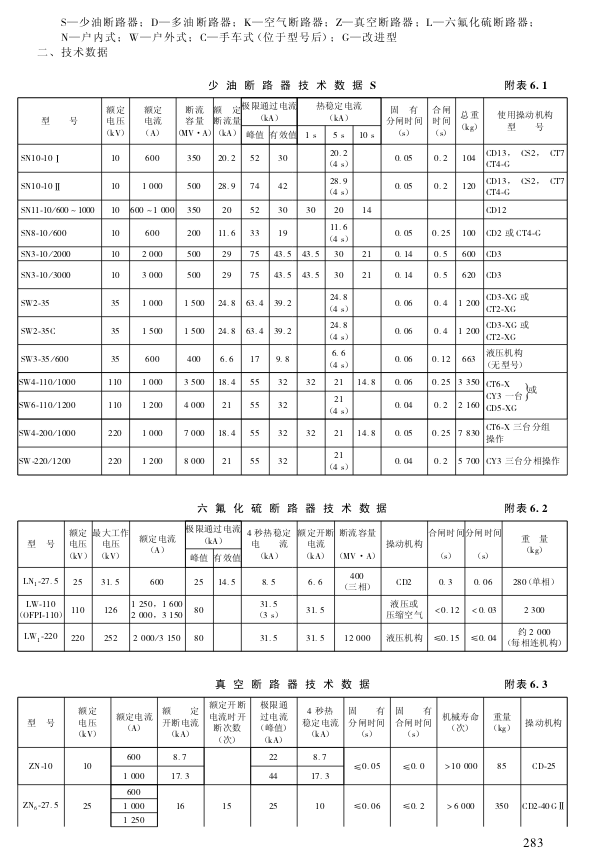 S—少油断路器；D—多油断路器；K—空气断路器；Z—真空断路器；L—六氟化硫断路器；
N—户内式；W—户外式；C—手车式（位于型号后）；G—改进型
二、技术数据
少油断路器技术数据 S 附表 6.1
型 号 额定电压（kV） 额定电流（A） 断流容量（MV·A） 额定断流量（kA） 极限通过电流（kA） 峰值 有效值 热稳定电流（kA） 1 s 5 s 10 s 固有分闸时间（s） 合闸时间（s） 总重（kg） 使用操动机构型号
SN10-10 Ⅰ 10 600 350 20.2 52 30 20.2（4 s） 0.05 0.2 104 CD13， CS2， CT7 CT4-G
SN10-10 Ⅱ 10 1 000 500 28.9 74 42 28.9（4 s） 0.05 0.2 120 CD13， CS2， CT7 CT4-G
SN11-10/600～1000 10 600～1 000 350 20 52 30 30 20 14 CD12
SN8-10/600 10 600 200 11.6 33 19 11.6（4 s） 0.05 0.25 100 CD2 或 CT4-G
SN3-10/2000 10 2 000 500 29 75 43.5 43.5 30 21 0.14 0.5 600 CD3
SN3-10/3000 10 3 000 500 29 75 43.5 43.5 30 21 0.14 0.5 620 CD3
SW2-35 35 1 000 1 500 24.8 63.4 39.2 24.8（4 s） 0.06 0.4 1 200 CD3-XG 或 CT2-XG
SW2-35C 35 1 500 1 500 24.8 63.4 39.2 24.8（4 s） 0.06 0.4 1 200 CD3-XG 或 CT2-XG
SW3-35/600 35 600 400 6.6 17 9.8 6.6（4 s） 0.06 0.12 663 液压机构（无型号）
SW4-110/1000 110 1 000 3 500 18.4 55 32 32 21 14.8 0.06 0.25 3 350 CT6-X
SW6-110/1200 110 1 200 4 000 21 55 32 21（4 s） 0.04 0.2 2 160 CY3 一台 }或 CD5-XG
SW4-200/1000 220 1 000 7 000 18.4 55 32 32 21 14.8 0.05 0.25 7 830 CT6-X 三台分组操作
SW-220/1200 220 1 200 8 000 21 55 32 21（4 s） 0.04 0.2 5 700 CY3 三台分相操作
六氟化硫断路器技术数据 附表 6.2
型 号 额定电压（kV） 最大工作电压（kV） 额定电流（A） 极限通过电流（kA） 峰值 有效值 4 秒热稳定电流（kA） 额定开断电流（kA） 断流容量（MV·A） 操动机构 合闸时间（s） 分闸时间（s） 重量（kg）
LN₁-27.5 25 31.5 600 25 14.5 8.5 6.6 400（三相） CD2 0.3 0.06 280(单相)
LW-110（OFPI-110） 110 126 1 250，1 600 2 000，3 150 80 31.5（3 s） 31.5 液压或压缩空气 <0.12 <0.03 2 300
LW₁-220 220 252 2 000/3 150 80 31.5 31.5 12 000 液压机构 ≤0.15 ≤0.04 约 2 000（每相连机构）
真空断路器技术数据 附表 6.3
型 号 额定电压（kV） 额定电流（A） 额定开断电流（kA） 额定开断电流时开断次数（次） 极限通过电流（峰值）（kA） 4 秒热稳定电流（kA） 固有分闸时间（s） 固有合闸时间（s） 机械寿命（次） 重量（kg） 操动机构
ZN-10 10 600 8.7 22 8.7 ≤0.05 ≤0.0 >10 000 85 CD-25
1 000 17.3 44 17.3
ZN₆-27.5 25 600 1 000 1 250 16 15 25 10 ≤0.06 ≤0.2 >6 000 350 CD2-40GⅡ
283